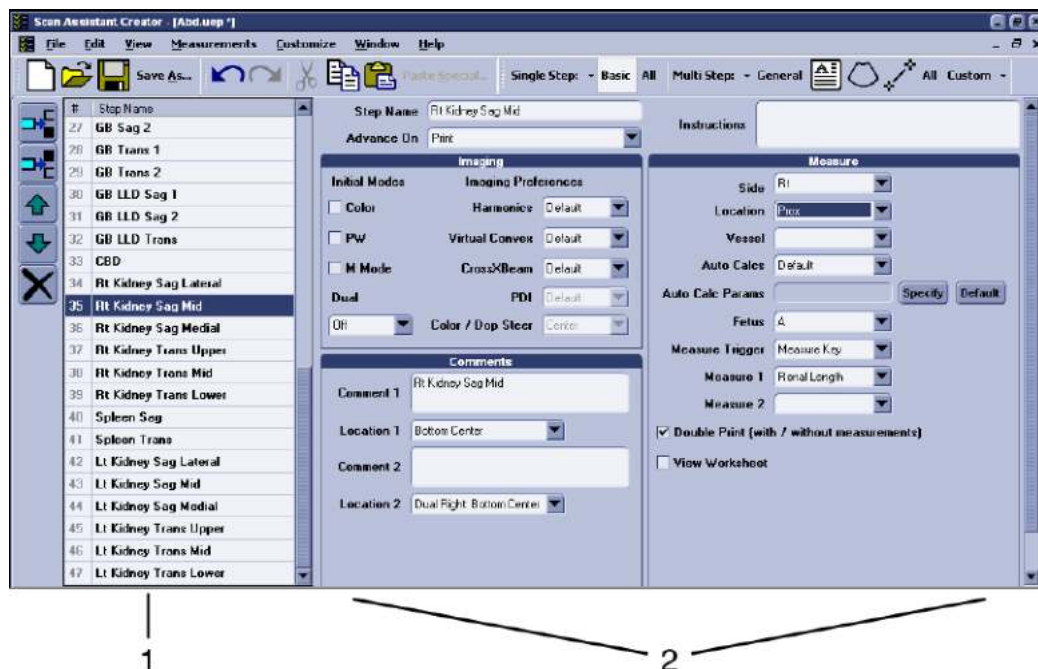 Scan Assistant Creator - [Abd.uep *]
File Edit View Measurements Customize Window Help
Save As... Paste Special... Single Step: Basic All Multi Step: General All Custom
# Step Name
27 GB Sag 2
28 GB Trans 1
29 GB Trans 2
30 GB LLD Sag 1
31 GB LLD Sag 2
32 GB LLD Trans
33 CBD
34 Rt Kidney Sag Lateral
35 Rt Kidney Sag Mid
36 Rt Kidney Sag Medial
37 Rt Kidney Trans Upper
38 Rt Kidney Trans Mid
39 Rt Kidney Trans Lower
40 Spleen Sag
41 Spleen Trans
42 Lt Kidney Sag Lateral
43 Lt Kidney Sag Mid
44 Lt Kidney Sag Medial
45 Lt Kidney Trans Upper
46 Lt Kidney Trans Mid
47 Lt Kidney Trans Lower
Step Name Rt Kidney Sag Mid
Advance On Print
Imaging
Initial Modes Imaging Preferences
Color Harmonics Default
PW Virtual Convex Default
M Mode CrossXBeam Default
Dual PDI Default
Off Color / Dop Steer Center
Comments
Comment 1 Rt Kidney Sag Mid
Location 1 Bottom Center
Comment 2
Location 2 Dual Right: Bottom Center
Instructions
Measure
Side Rt
Location Prox
Vessel
Auto Calcs Default
Auto Calc Params Specify Default
Fetus A
Measure Trigger Measure Key
Measure 1 Renal Length
Measure 2
Double Print (with / without measurements)
View Worksheet
1 2